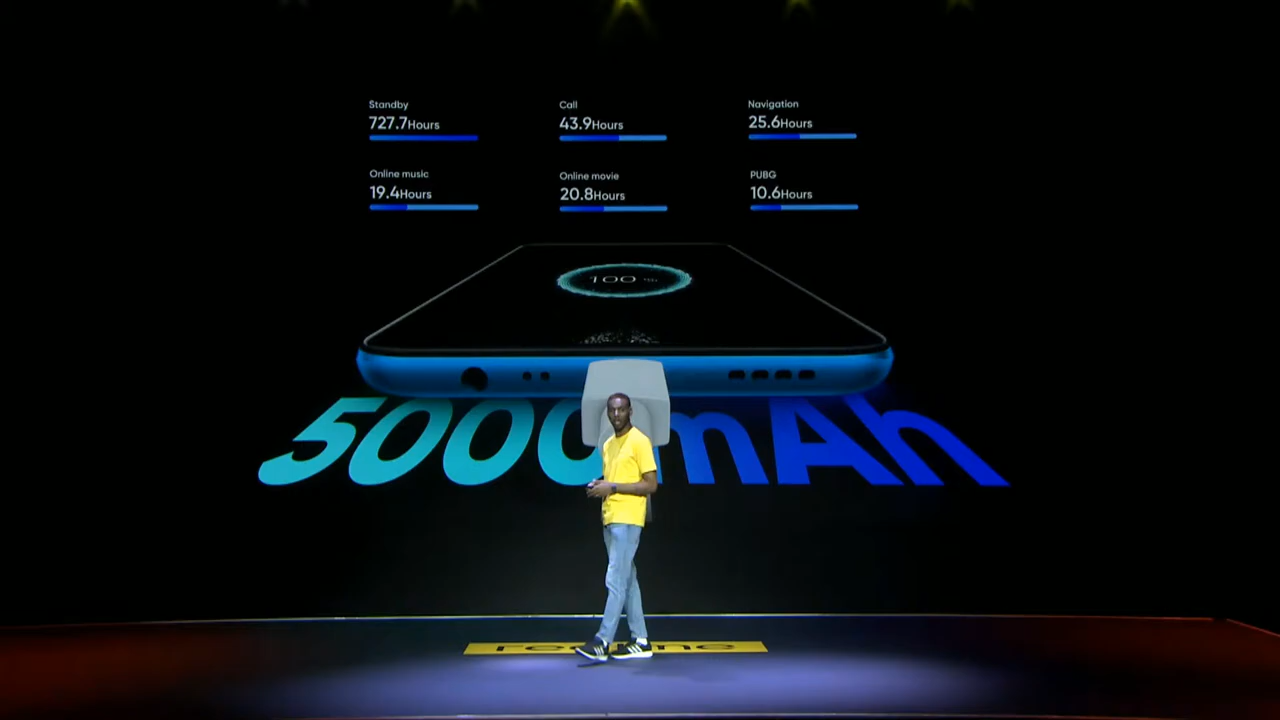 Standby
727.7Hours
Call
43.9Hours
Navigation
25.6Hours
Online music
19.4Hours
Online movie
20.8Hours
PUBG
10.6Hours
100
5000mAh
realme